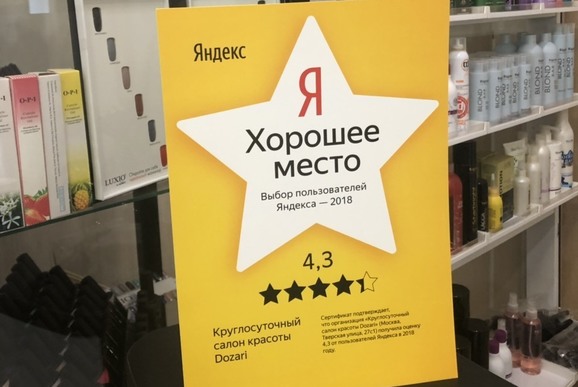 Яндекс
Я
Хорошее
место
Выбор пользователей
Яндекса — 2018
4,3
Круглосуточный
салон красоты
Dozari
Сертификат подтверждает,
что организация «Круглосуточный
салон красоты Dozari» (Москва,
Тверская улица, 27с1) получила оценку
4,3 от пользователей Яндекса в 2018
году.
O·P·I
O·P·I
O·P·I
LUXIO
BLOND
BLOND
BLOND